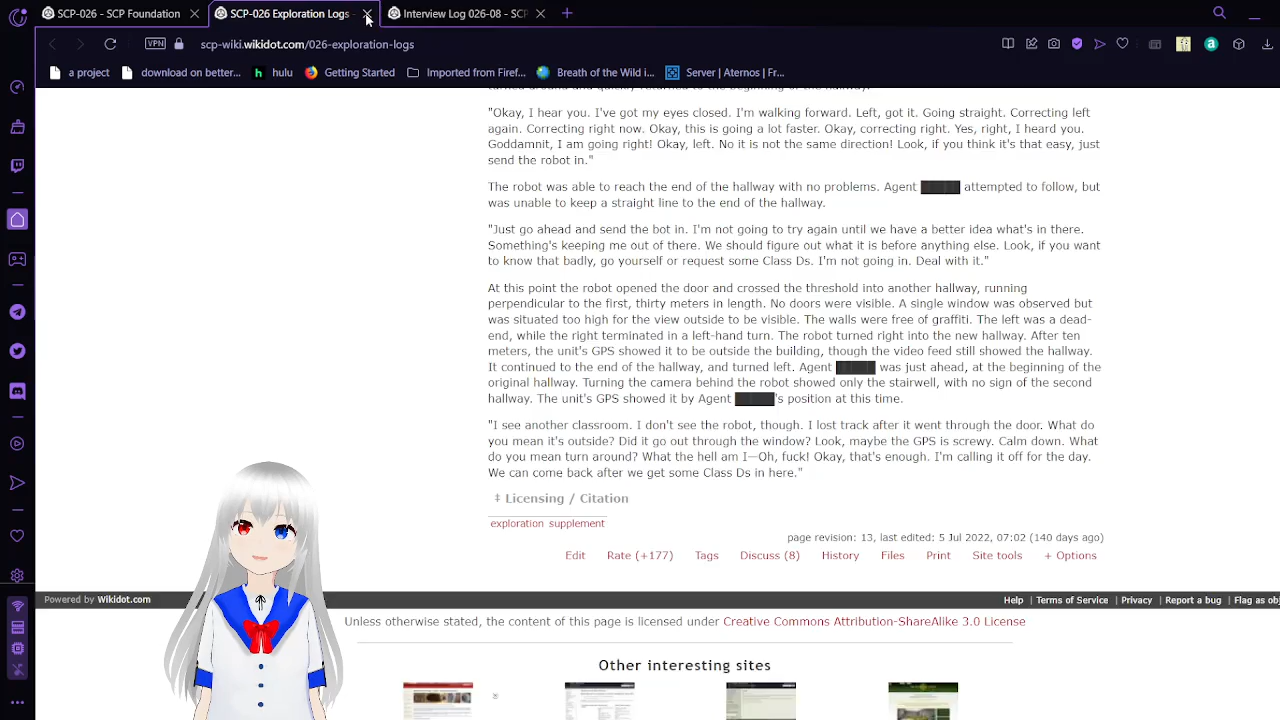 SCP-026 - SCP Foundation
SCP-026 Exploration Logs -
Interview Log 026-08 - SCP
VPN
scp-wiki.wikidot.com/026-exploration-logs
a
a project
download on better...
h hulu
Getting Started
Imported from Firef...
Breath of the Wild i...
Server | Aternos | Fr...
turned around and quickly returned to the beginning of the hallway.
"Okay, I hear you. I've got my eyes closed. I'm walking forward. Left, got it. Going straight. Correcting left
again. Correcting right now. Okay, this is going a lot faster. Okay, correcting right. Yes, right, I heard you.
Goddamnit, I am going right! Okay, left. No it is not the same direction! Look, if you think it's that easy, just
send the robot in."
The robot was able to reach the end of the hallway with no problems. Agent █████ attempted to follow, but
was unable to keep a straight line to the end of the hallway.
"Just go ahead and send the bot in. I'm not going to try again until we have a better idea what's in there.
Something's keeping me out of there. We should figure out what it is before anything else. Look, if you want
to know that badly, go yourself or request some Class Ds. I'm not going in. Deal with it."
At this point the robot opened the door and crossed the threshold into another hallway, running
perpendicular to the first, thirty meters in length. No doors were visible. A single window was observed but
was situated too high for the view outside to be visible. The walls were free of graffiti. The left was a dead-
end, while the right terminated in a left-hand turn. The robot turned right into the new hallway. After ten
meters, the unit's GPS showed it to be outside the building, though the video feed still showed the hallway.
It continued to the end of the hallway, and turned left. Agent █████ was just ahead, at the beginning of the
original hallway. Turning the camera behind the robot showed only the stairwell, with no sign of the second
hallway. The unit's GPS showed it by Agent █████'s position at this time.
"I see another classroom. I don't see the robot, though. I lost track after it went through the door. What do
you mean it's outside? Did it go out through the window? Look, maybe the GPS is screwy. Calm down. What
do you mean turn around? What the hell am I—Oh, fuck! Okay, that's enough. I'm calling it off for the day.
We can come back after we get some Class Ds in here."
‡ Licensing / Citation
exploration supplement
page revision: 13, last edited: 5 Jul 2022, 07:02 (140 days ago)
Edit Rate (+177) Tags Discuss (8) History Files Print Site tools + Options
Powered by Wikidot.com
Help | Terms of Service | Privacy | Report a bug | Flag as obj
Unless otherwise stated, the content of this page is licensed under Creative Commons Attribution-ShareAlike 3.0 License
Other interesting sites